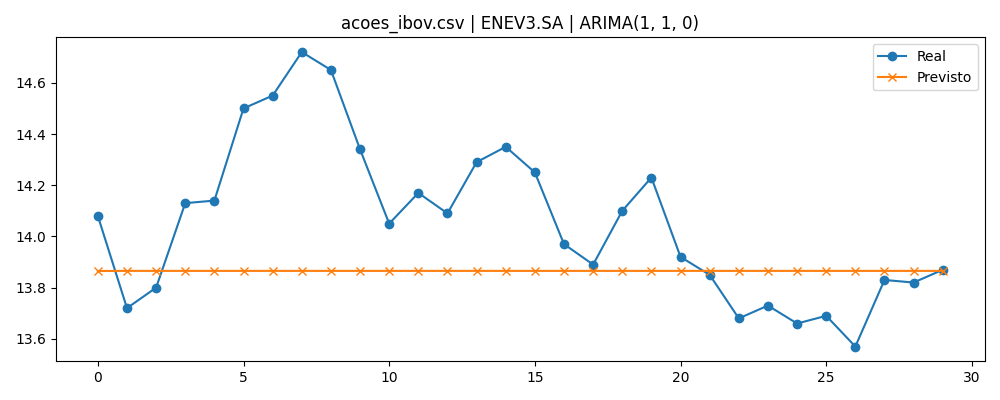 acoes_ibov.csv | ENEV3.SA | ARIMA(1, 1, 0)
Real
Previsto
14.6
14.4
14.2
14.0
13.8
13.6
0 5 10 15 20 25 30